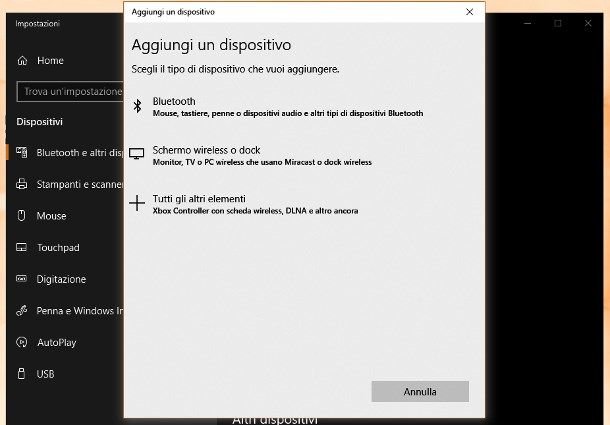 Impostazioni
Home
Trova un'impostazione
Dispositivi
Bluetooth e altri disp
Stampanti e scanner
Mouse
Touchpad
Digitazione
Penna e Windows In
AutoPlay
USB
Aggiungi un dispositivo
Aggiungi un dispositivo
Scegli il tipo di dispositivo che vuoi aggiungere.
Bluetooth
Mouse, tastiere, penne o dispositivi audio e altri tipi di dispositivi Bluetooth
Schermo wireless o dock
Monitor, TV o PC wireless che usano Miracast o dock wireless
Tutti gli altri elementi
Xbox Controller con scheda wireless, DLNA e altro ancora
Annulla
Altri dispositivi